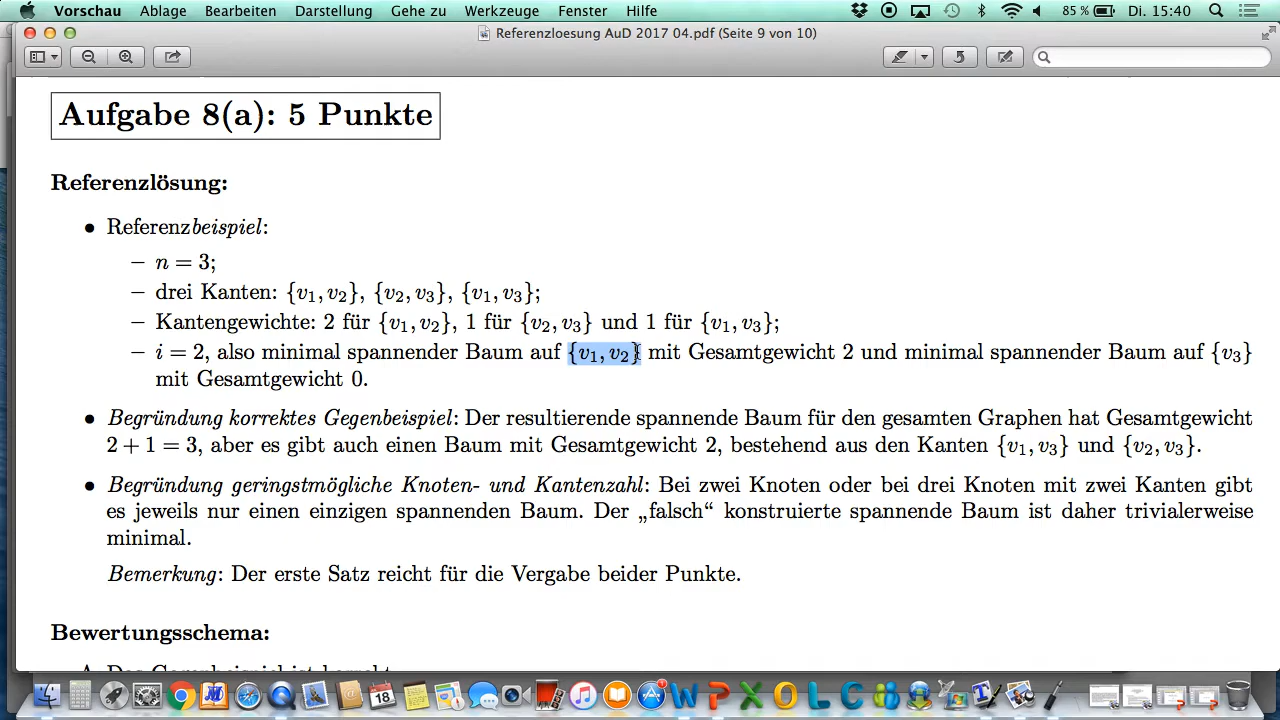 Vorschau Ablage Bearbeiten Darstellung Gehe zu Werkzeuge Fenster Hilfe 85 % Di. 15:40
Referenzloesung AuD 2017 04.pdf (Seite 9 von 10)
Aufgabe 8(a): 5 Punkte
Referenzlösung:
• Referenzbeispiel:
– n = 3;
– drei Kanten: {v₁, v₂}, {v₂, v₃}, {v₁, v₃};
– Kantengewichte: 2 für {v₁, v₂}, 1 für {v₂, v₃} und 1 für {v₁, v₃};
– i = 2, also minimal spannender Baum auf {v₁, v₂} mit Gesamtgewicht 2 und minimal spannender Baum auf {v₃}
mit Gesamtgewicht 0.
• Begründung korrektes Gegenbeispiel: Der resultierende spannende Baum für den gesamten Graphen hat Gesamtgewicht
2 + 1 = 3, aber es gibt auch einen Baum mit Gesamtgewicht 2, bestehend aus den Kanten {v₁, v₃} und {v₂, v₃}.
• Begründung geringstmögliche Knoten- und Kantenzahl: Bei zwei Knoten oder bei drei Knoten mit zwei Kanten gibt
es jeweils nur einen einzigen spannenden Baum. Der „falsch“ konstruierte spannende Baum ist daher trivialerweise
minimal.
Bemerkung: Der erste Satz reicht für die Vergabe beider Punkte.
Bewertungsschema:
A. Das Gegenbeispiel ist korrekt